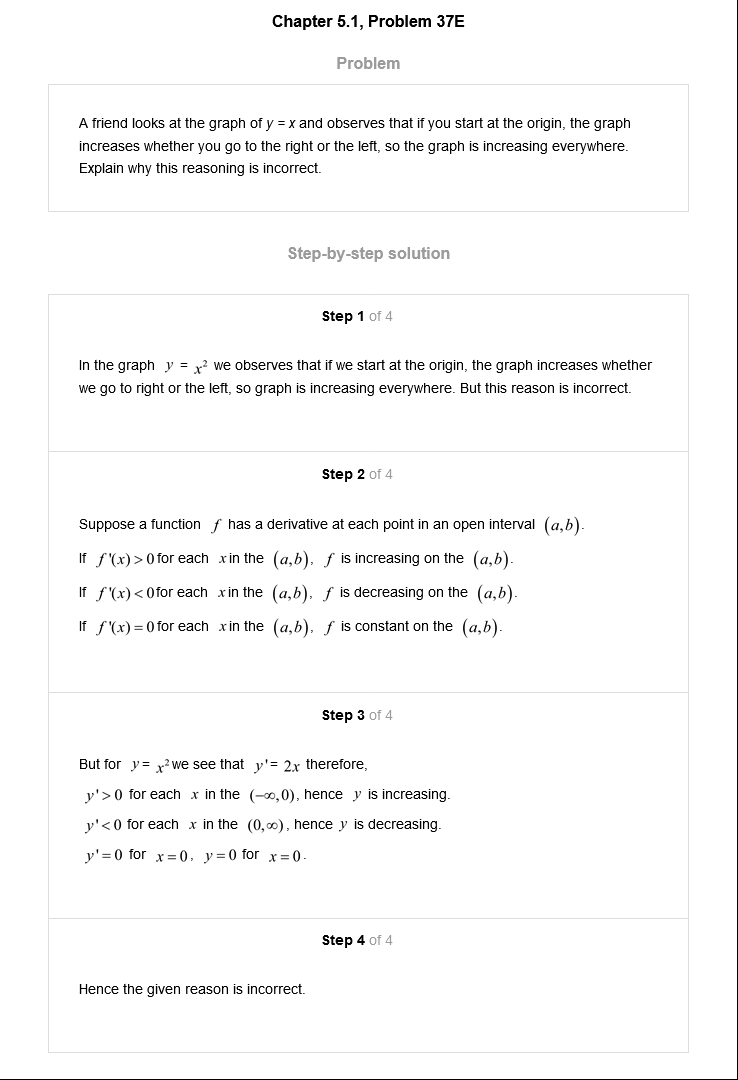 Chapter 5.1, Problem 37E
Problem
A friend looks at the graph of y = x and observes that if you start at the origin, the graph
increases whether you go to the right or the left, so the graph is increasing everywhere.
Explain why this reasoning is incorrect.
Step-by-step solution
Step 1 of 4
In the graph y = x² we observes that if we start at the origin, the graph increases whether
we go to right or the left, so graph is increasing everywhere. But this reason is incorrect.
Step 2 of 4
Suppose a function f has a derivative at each point in an open interval (a,b).
If f'(x)>0 for each x in the (a,b), f is increasing on the (a,b).
If f'(x)<0 for each x in the (a,b), f is decreasing on the (a,b).
If f'(x)=0 for each x in the (a,b), f is constant on the (a,b).
Step 3 of 4
But for y= x² we see that y'= 2x therefore,
y'>0 for each x in the (−∞,0), hence y is increasing.
y'<0 for each x in the (0,∞), hence y is decreasing.
y'=0 for x=0, y=0 for x=0.
Step 4 of 4
Hence the given reason is incorrect.